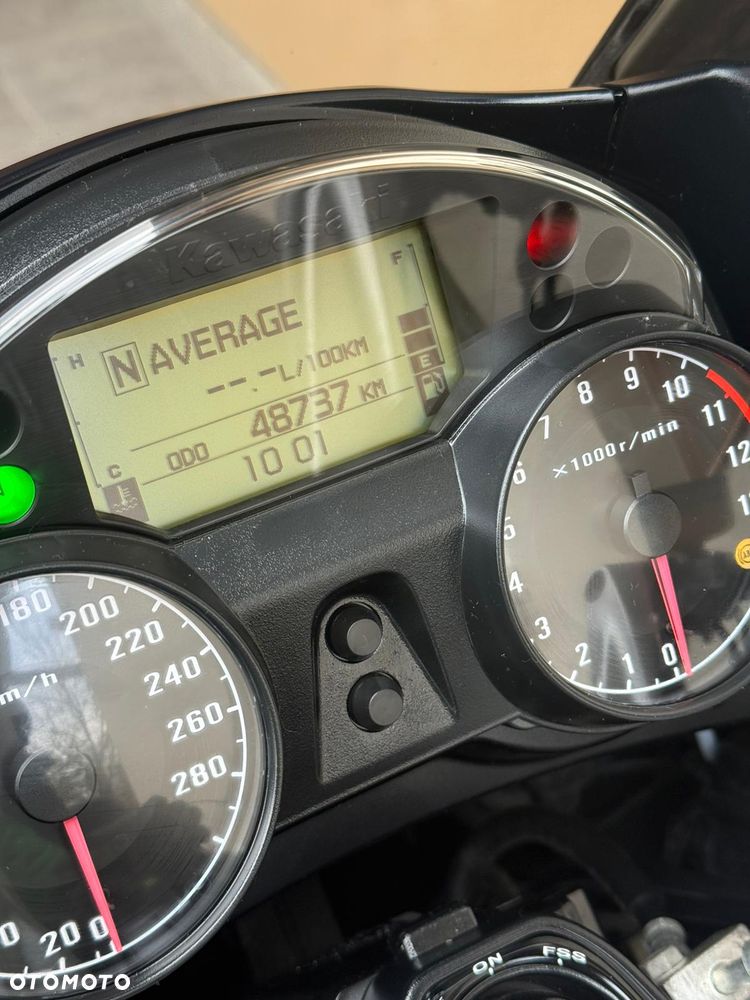 Kawasaki
F
H
N AVERAGE
--.-L/100KM
E
ODO 48737 KM
C
10 01
8 9 10
7 11
×1000r/min
6 12
5
4
3
2 1 0
180 200
220
m/h 240
260
280
20 0
ON FSS
OTOMOTO